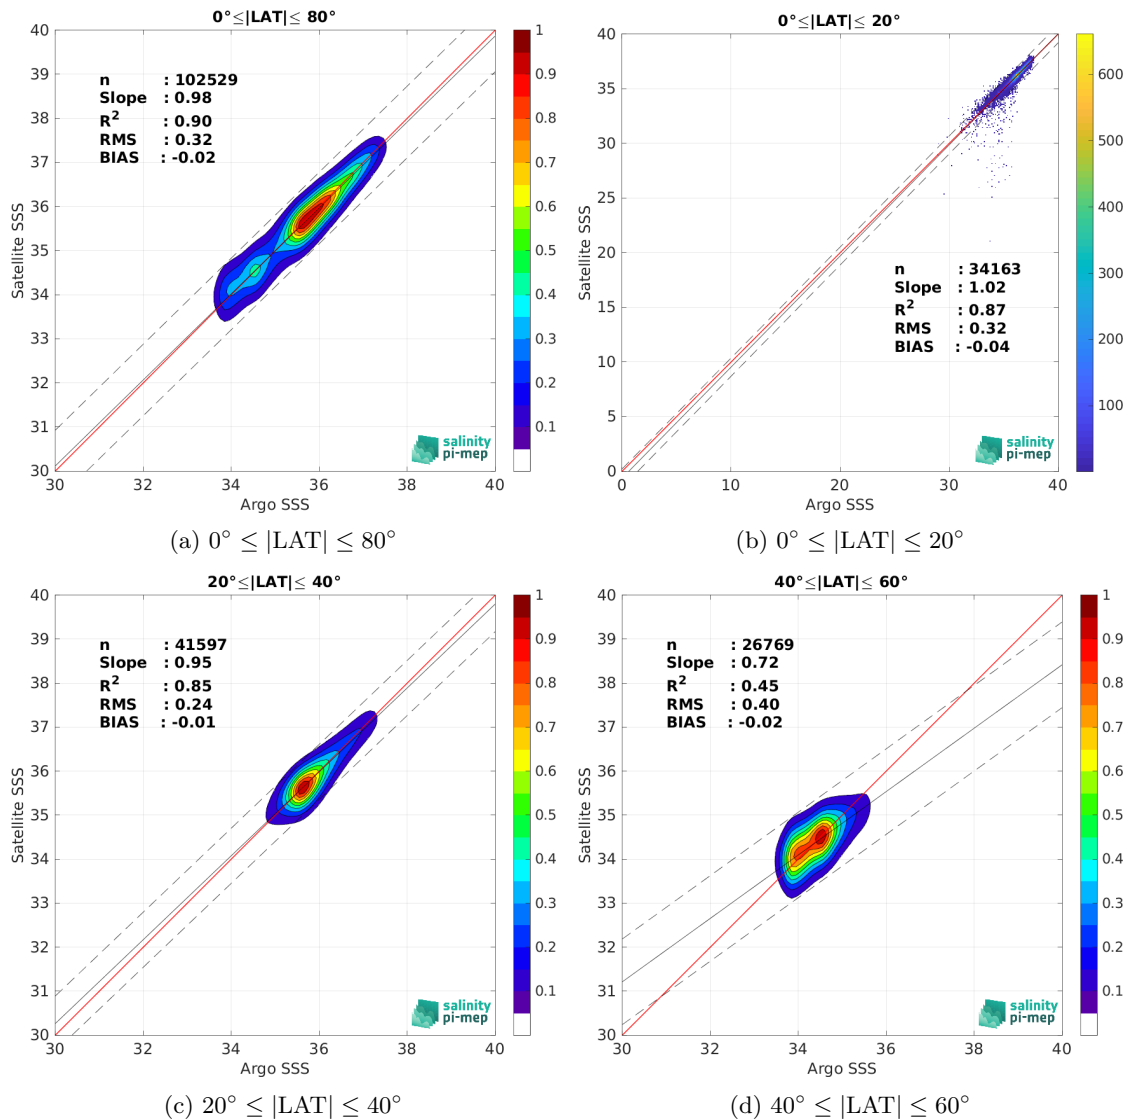 0°≤|LAT|≤ 80°
40
39
38
37
36
35
34
33
32
31
30
Satellite SSS
n : 102529
Slope : 0.98
R² : 0.90
RMS : 0.32
BIAS : -0.02
salinity
pi-mep
30 32 34 36 38 40
Argo SSS
1
0.9
0.8
0.7
0.6
0.5
0.4
0.3
0.2
0.1
(a) 0° ≤ |LAT| ≤ 80°
0°≤|LAT|≤ 20°
40
35
30
25
20
15
10
5
0
Satellite SSS
n : 34163
Slope : 1.02
R² : 0.87
RMS : 0.32
BIAS : -0.04
salinity
pi-mep
0 10 20 30 40
Argo SSS
600
500
400
300
200
100
(b) 0° ≤ |LAT| ≤ 20°
20°≤|LAT|≤ 40°
40
39
38
37
36
35
34
33
32
31
30
Satellite SSS
n : 41597
Slope : 0.95
R² : 0.85
RMS : 0.24
BIAS : -0.01
salinity
pi-mep
30 32 34 36 38 40
Argo SSS
1
0.9
0.8
0.7
0.6
0.5
0.4
0.3
0.2
0.1
(c) 20° ≤ |LAT| ≤ 40°
40°≤|LAT|≤ 60°
40
39
38
37
36
35
34
33
32
31
30
Satellite SSS
n : 26769
Slope : 0.72
R² : 0.45
RMS : 0.40
BIAS : -0.02
salinity
pi-mep
30 32 34 36 38 40
Argo SSS
1
0.9
0.8
0.7
0.6
0.5
0.4
0.3
0.2
0.1
(d) 40° ≤ |LAT| ≤ 60°